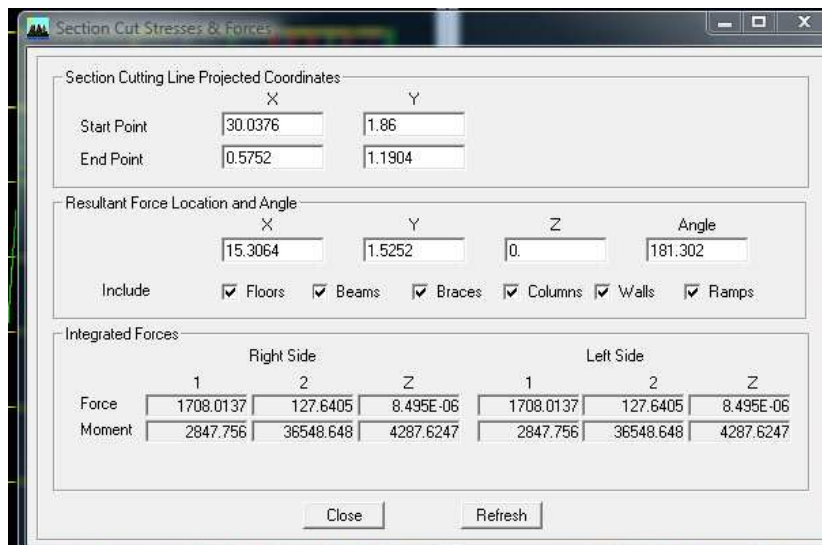 Section Cut Stresses & Forces
Section Cutting Line Projected Coordinates
X Y
Start Point 30.0376 1.86
End Point 0.5752 1.1904
Resultant Force Location and Angle
X Y Z Angle
15.3064 1.5252 0. 181.302
Include Floors Beams Braces Columns Walls Ramps
Integrated Forces
Right Side Left Side
1 2 Z 1 2 Z
Force 1708.0137 127.6405 8.495E-06 1708.0137 127.6405 8.495E-06
Moment 2847.756 36548.648 4287.6247 2847.756 36548.648 4287.6247
Close Refresh